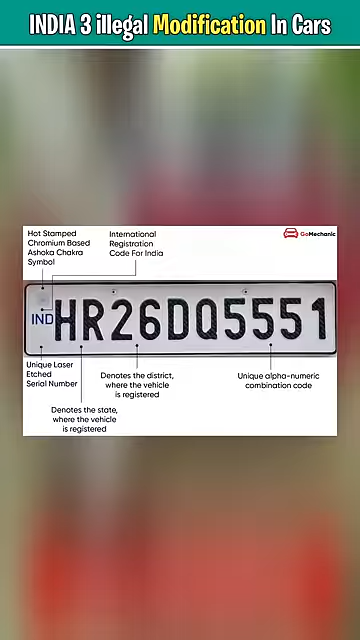 INDIA 3 illegal Modification In Cars
Hot Stamped
Chromium Based
Ashoka Chakra
Symbol
International
Registration
Code For India
GoMechanic
IND
HR26DQ5551
Unique Laser
Etched
Serial Number
Denotes the state,
where the vehicle
is registered
Denotes the district,
where the vehicle
is registered
Unique alpha-numeric
combination code